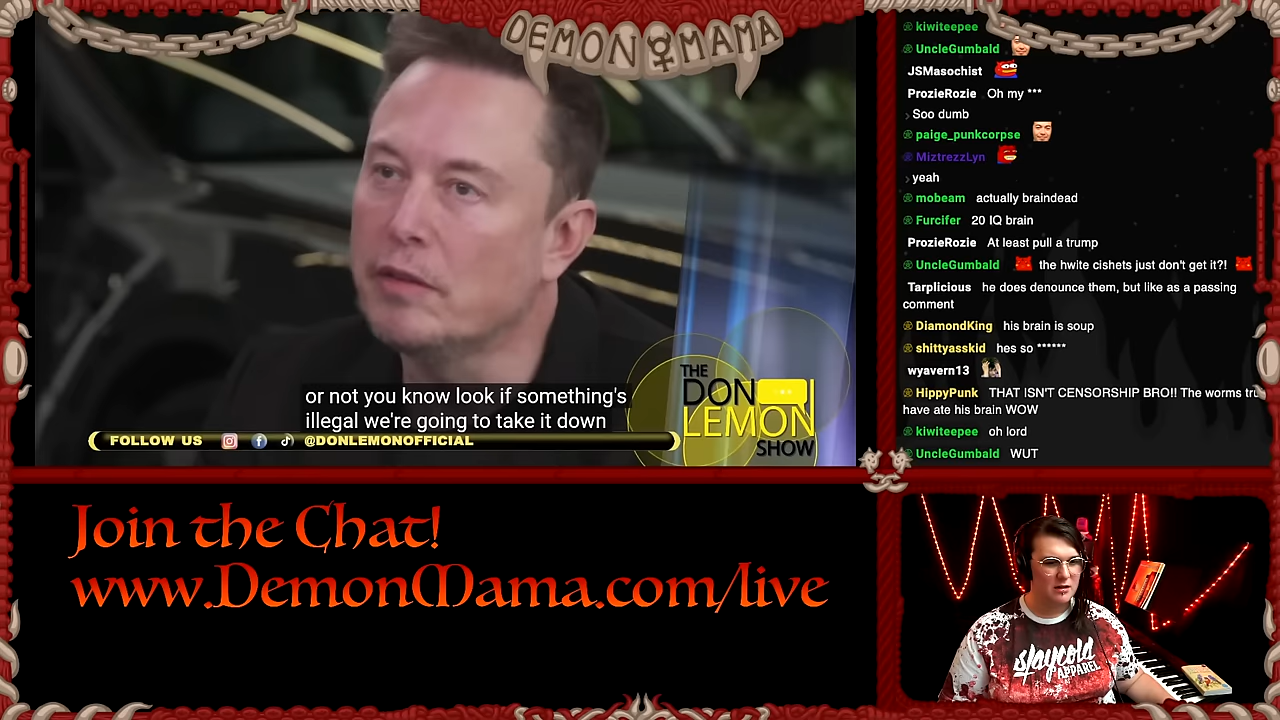 DEMON MAMA
or not you know look if something's
illegal we're going to take it down
FOLLOW US @DONLEMONOFFICIAL
THE
DON
LEMON
SHOW
kiwiteepee
UncleGumbald
JSMasochist
ProzieRozie Oh my ***
Soo dumb
paige_punkcorpse
MiztrezzLyn
yeah
mobeam actually braindead
Furcifer 20 IQ brain
ProzieRozie At least pull a trump
UncleGumbald the hwite cishets just don't get it?!
Tarplicious he does denounce them, but like as a passing
comment
DiamondKing his brain is soup
shittyasskid hes so ******
wyavern13
HippyPunk THAT ISN'T CENSORSHIP BRO!! The worms tru
have ate his brain WOW
kiwiteepee oh lord
UncleGumbald WUT
Join the Chat!
www.DemonMama.com/live
slaycold
APPAREL